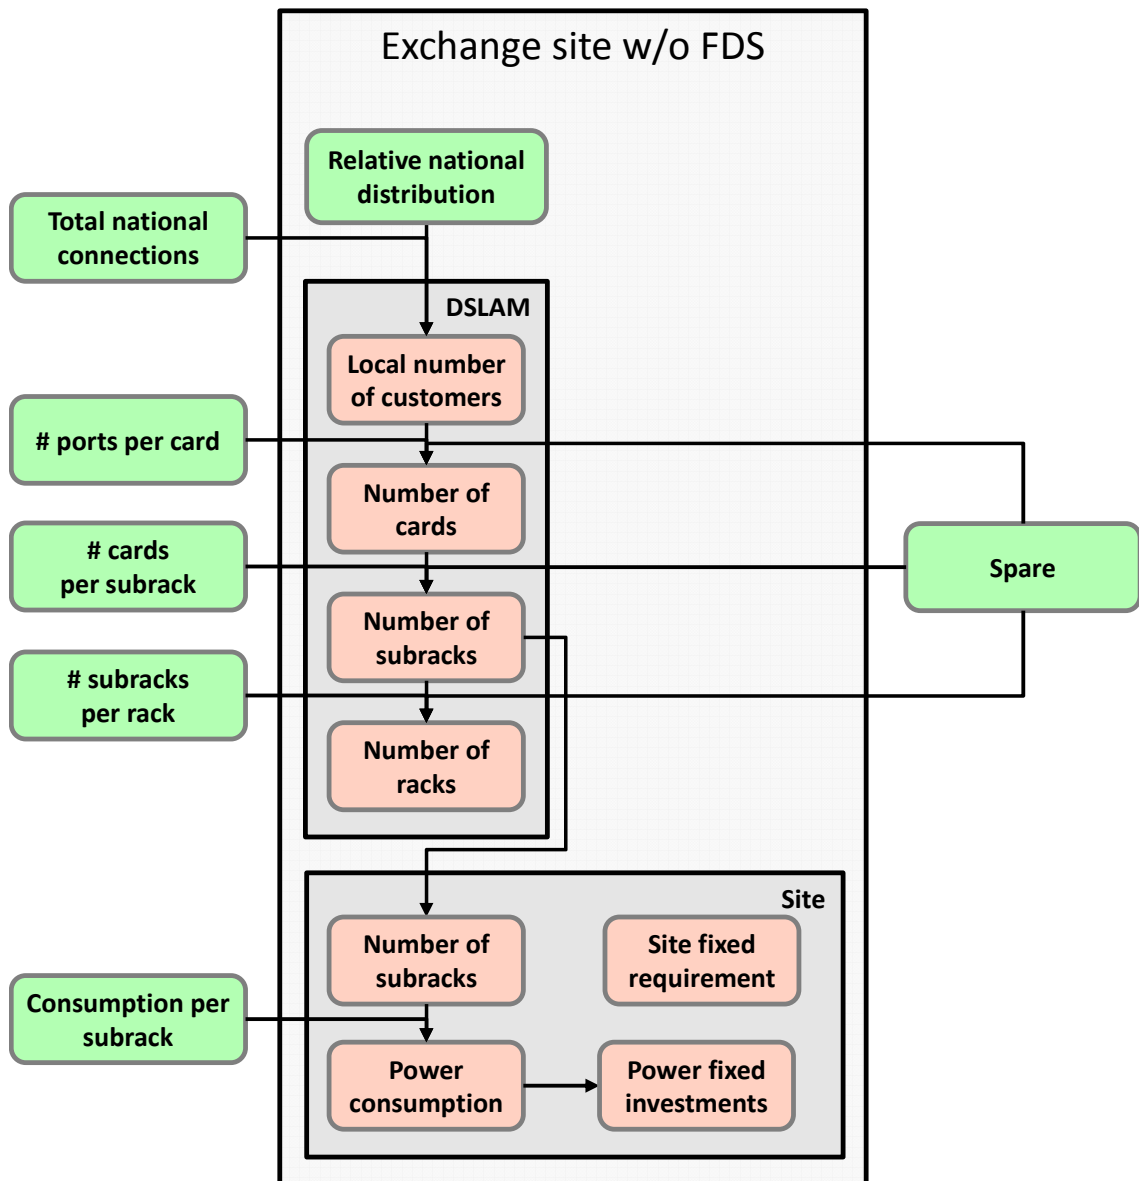 Exchange site w/o FDS
Relative national
distribution
Total national
connections
DSLAM
Local number
of customers
# ports per card
Number of
cards
# cards
per subrack
Spare
Number of
subracks
# subracks
per rack
Number of
racks
Site
Number of
subracks
Site fixed
requirement
Consumption per
subrack
Power
consumption
Power fixed
investments